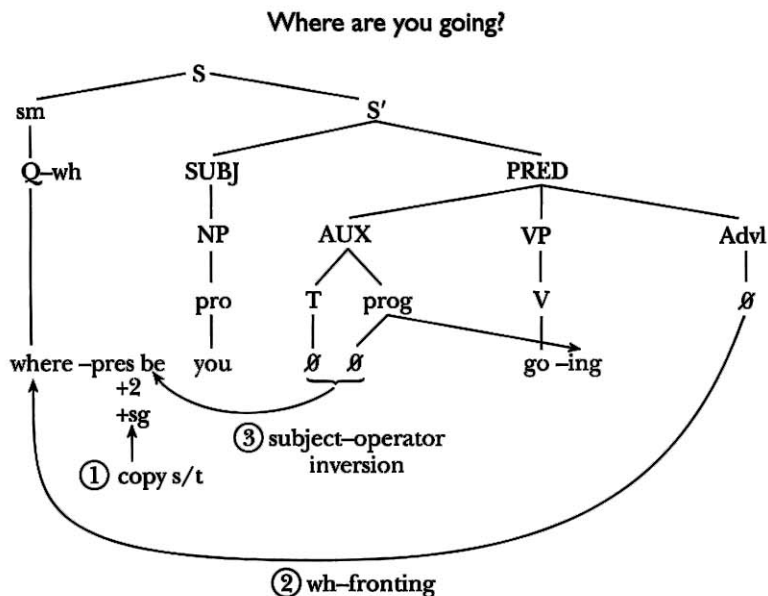 Where are you going?
S
sm S′
Q–wh SUBJ PRED
NP AUX VP Advl
pro T prog V ∅
where –pres be you ∅ ∅ go –ing
+2
+sg
③ subject–operator
inversion
① copy s/t
② wh–fronting